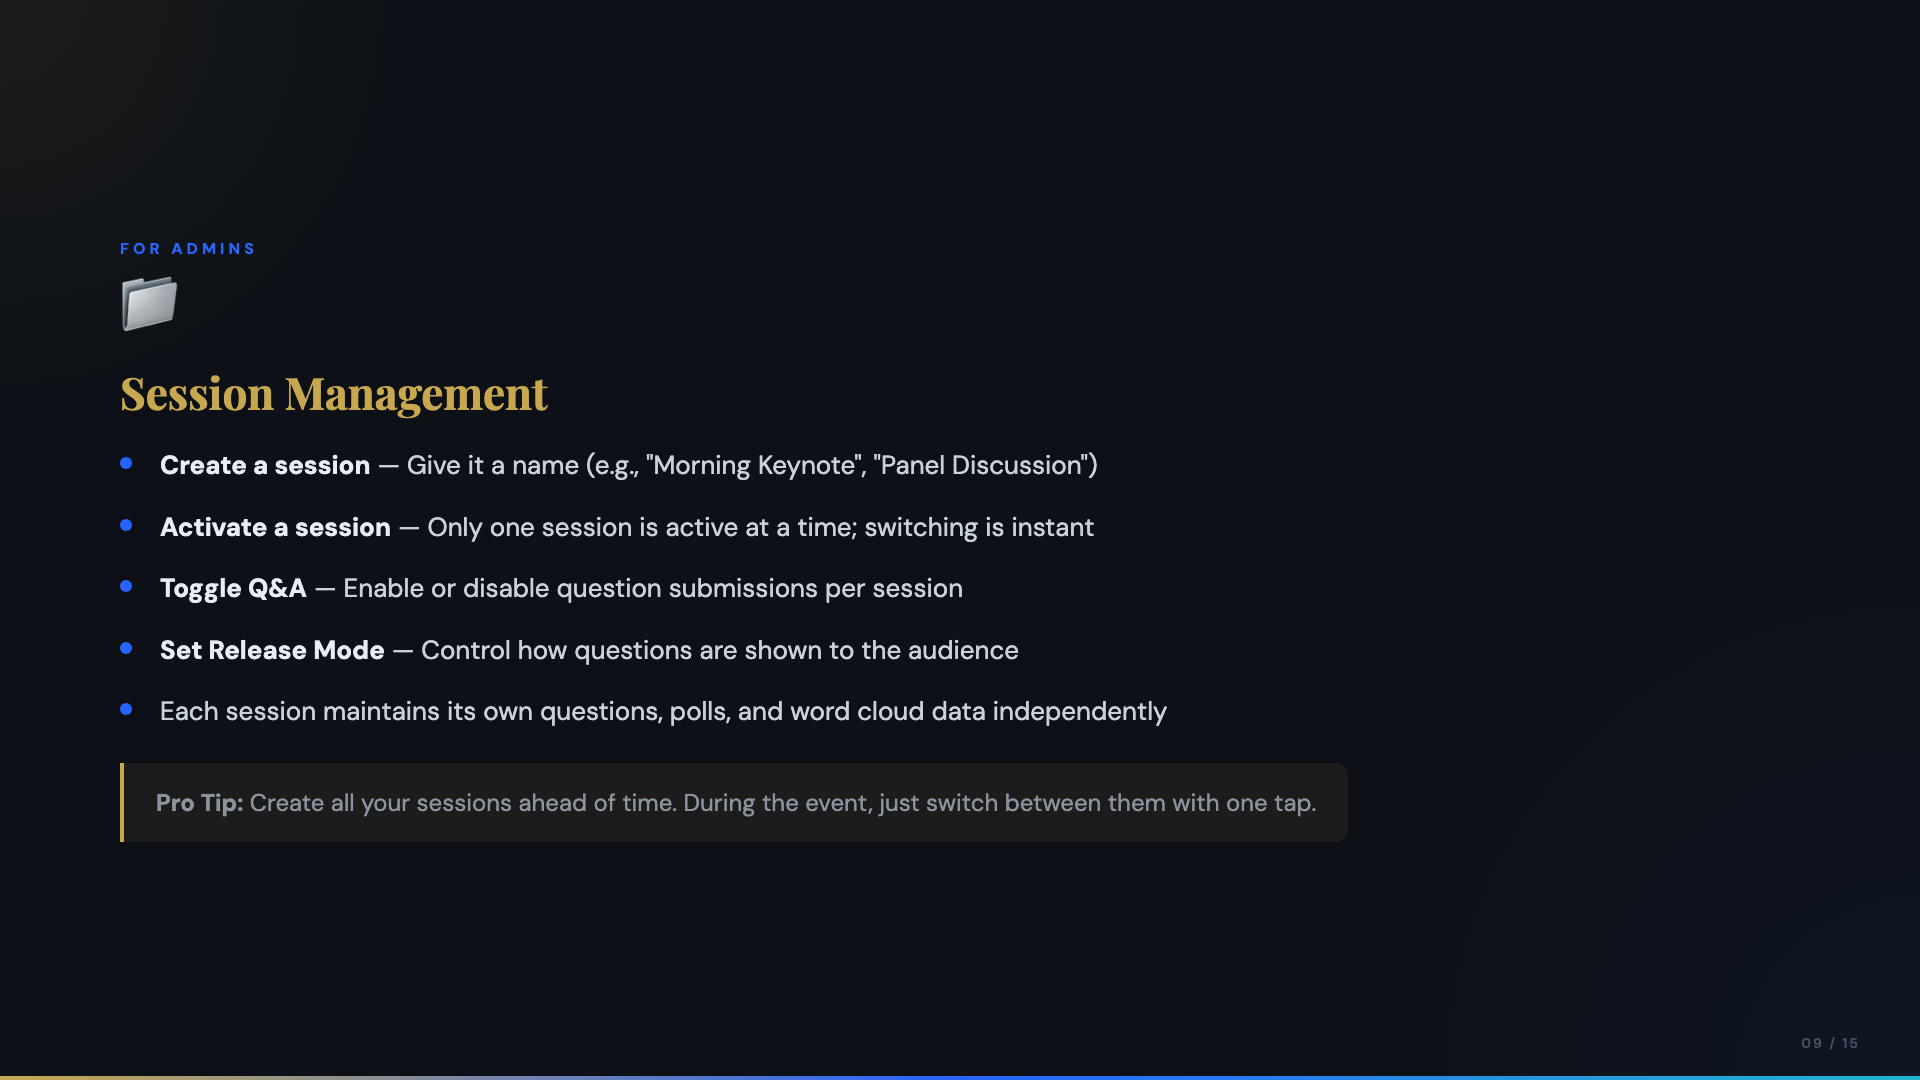 FOR ADMINS
Session Management
Create a session — Give it a name (e.g., "Morning Keynote", "Panel Discussion")
Activate a session — Only one session is active at a time; switching is instant
Toggle Q&A — Enable or disable question submissions per session
Set Release Mode — Control how questions are shown to the audience
Each session maintains its own questions, polls, and word cloud data independently
Pro Tip: Create all your sessions ahead of time. During the event, just switch between them with one tap.
09 / 15